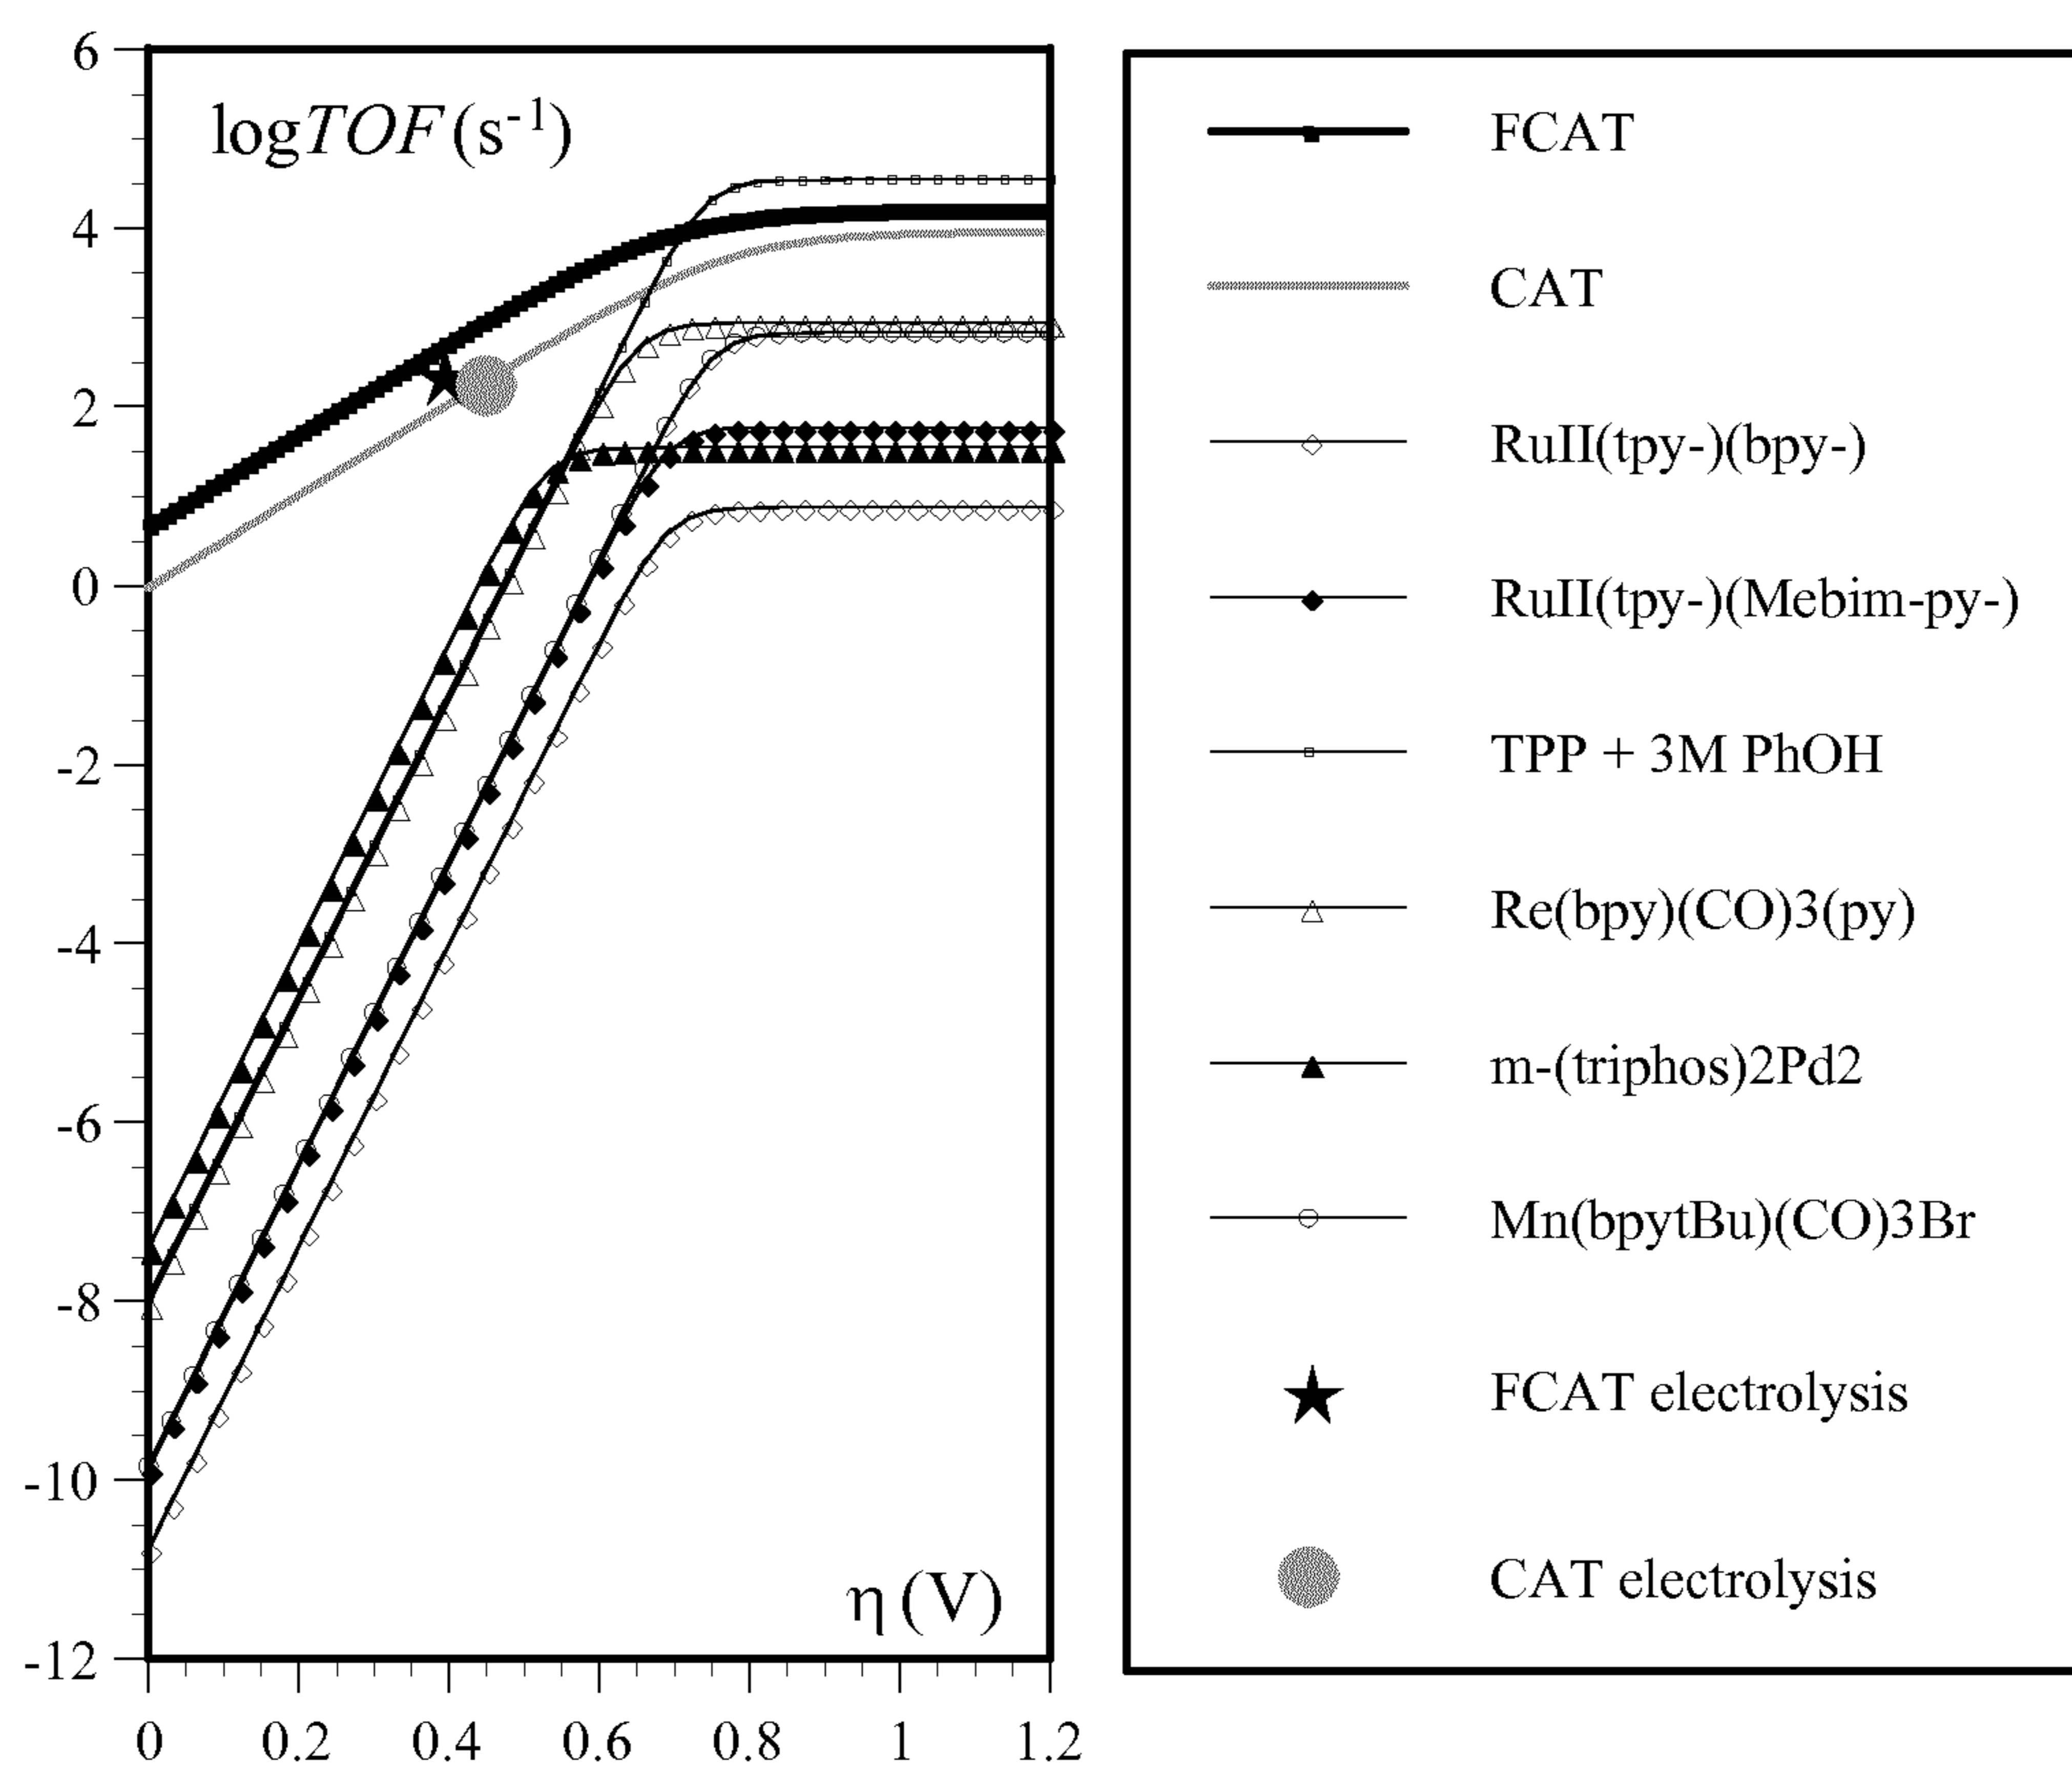 logTOF (s-1)
6
4
2
0
-2
-4
-6
-8
-10
-12
η (V)
0 0.2 0.4 0.6 0.8 1 1.2
FCAT
CAT
RuII(tpy-)(bpy-)
RuII(tpy-)(Mebim-py-)
TPP + 3M PhOH
Re(bpy)(CO)3(py)
m-(triphos)2Pd2
Mn(bpytBu)(CO)3Br
FCAT electrolysis
CAT electrolysis